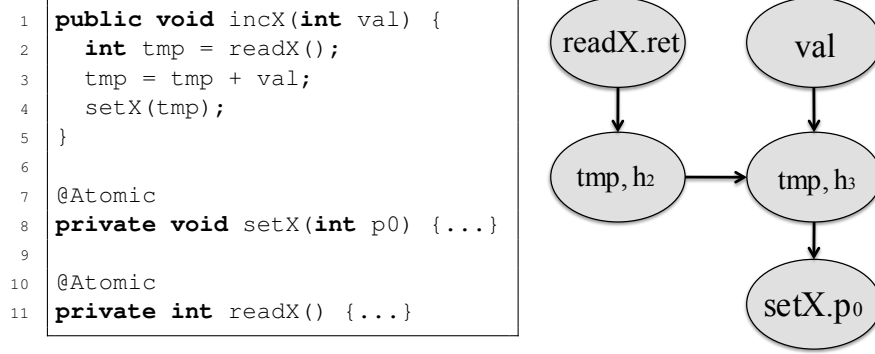 1 public void incX(int val) {
2 int tmp = readX();
3 tmp = tmp + val;
4 setX(tmp);
5 }
6
7 @Atomic
8 private void setX(int p0) {...}
9
10 @Atomic
11 private int readX() {...}
readX.ret
val
tmp, h2
tmp, h3
setX.p0